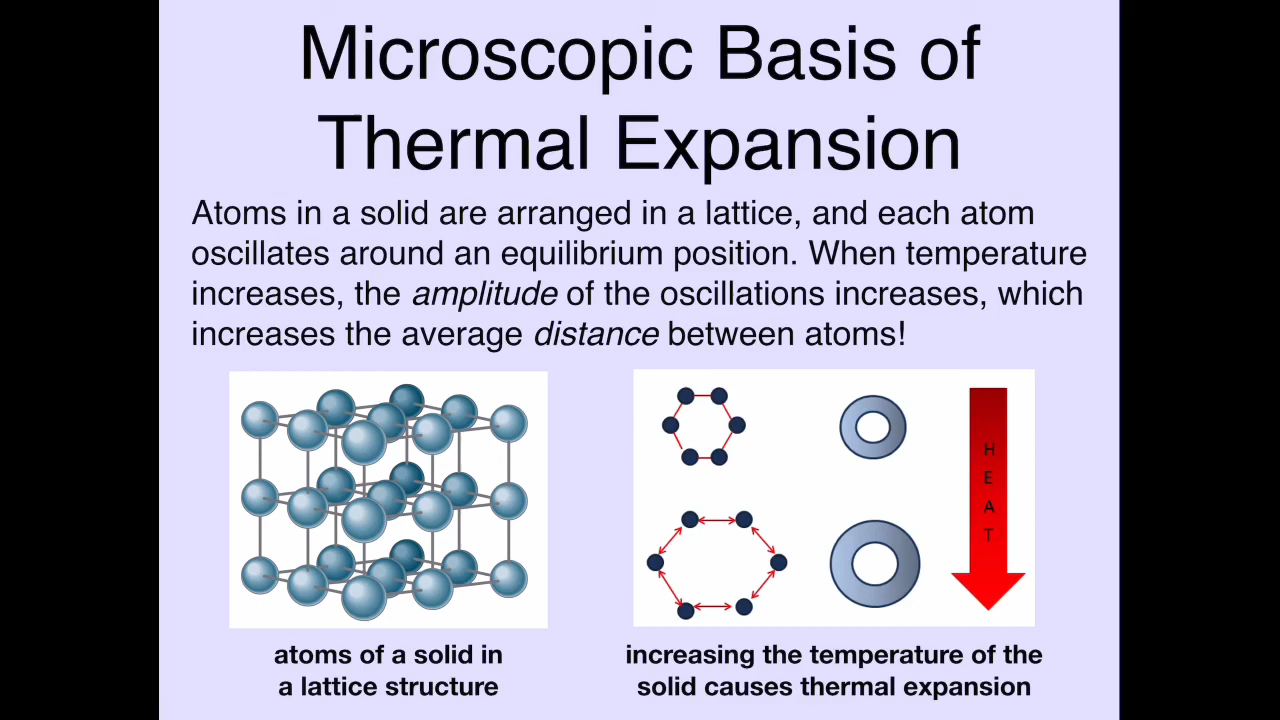 Microscopic Basis of
Thermal Expansion
Atoms in a solid are arranged in a lattice, and each atom
oscillates around an equilibrium position. When temperature
increases, the amplitude of the oscillations increases, which
increases the average distance between atoms!
H
E
A
T
atoms of a solid in
a lattice structure
increasing the temperature of the
solid causes thermal expansion